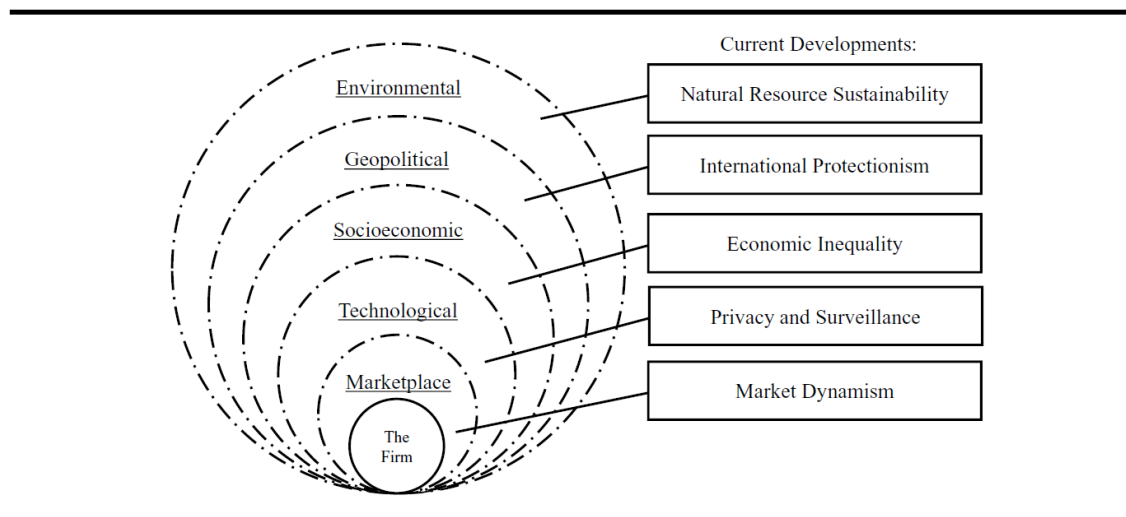 Current Developments:
Environmental
Natural Resource Sustainability
Geopolitical
International Protectionism
Socioeconomic
Economic Inequality
Technological
Privacy and Surveillance
Marketplace
Market Dynamism
The
Firm